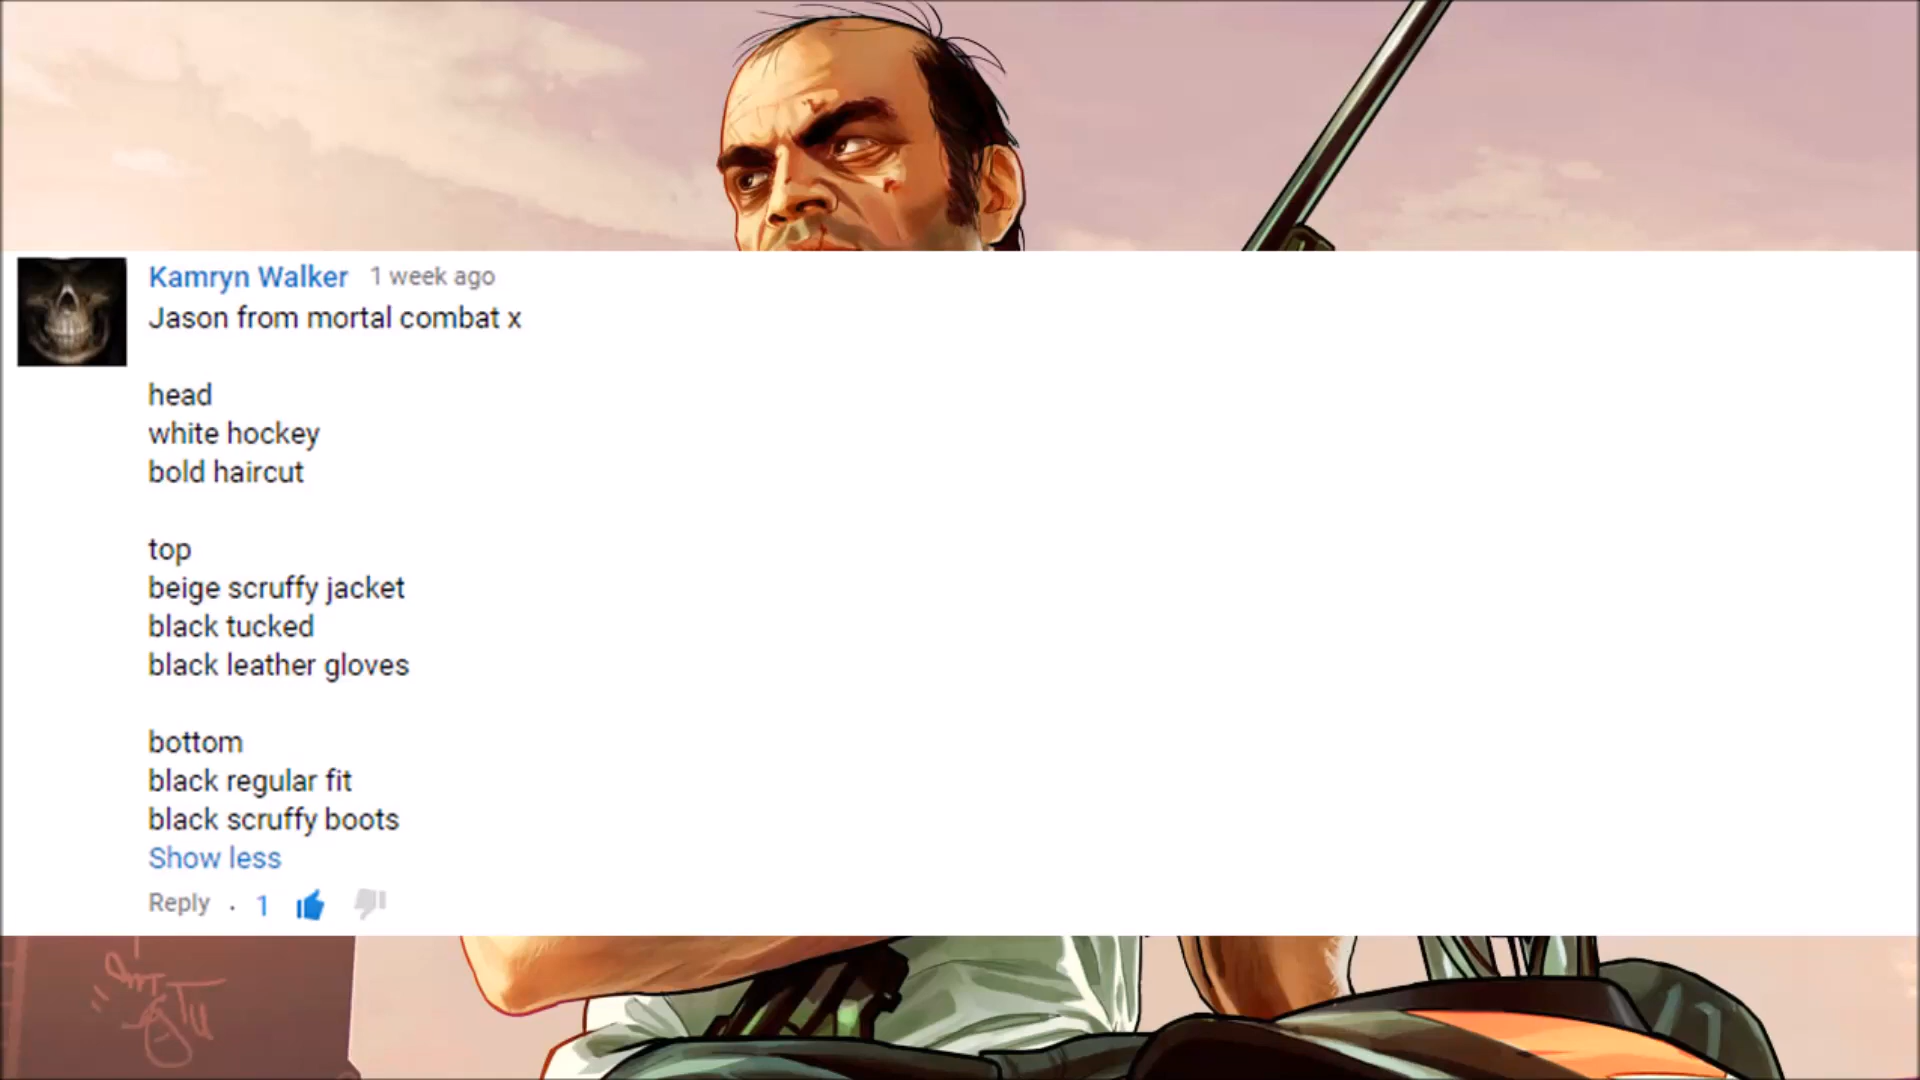 Kamryn Walker 1 week ago
Jason from mortal combat x
head
white hockey
bold haircut
top
beige scruffy jacket
black tucked
black leather gloves
bottom
black regular fit
black scruffy boots
Show less
Reply . 1